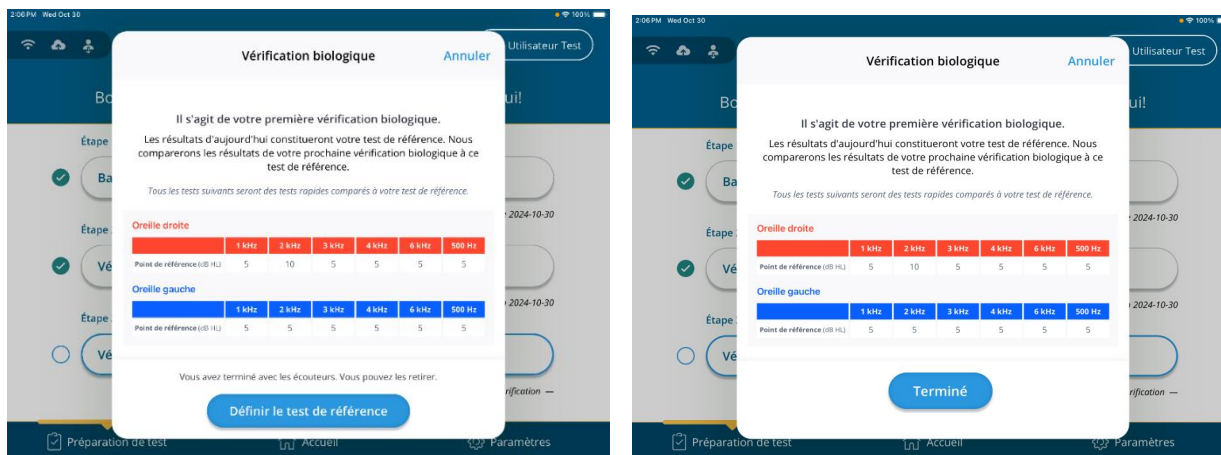 2:06 PM Wed Oct 30
100%
Utilisateur Test
Vérification biologique
Annuler
Bo
ui!
Il s'agit de votre première vérification biologique.
Les résultats d'aujourd'hui constitueront votre test de référence. Nous
comparerons les résultats de votre prochaine vérification biologique à ce
test de référence.
Tous les tests suivants seront des tests rapides comparés à votre test de référence.
Étape
Ba
2024-10-30
Étape
Vé
2024-10-30
Étape
Vé
rification —
Oreille droite
1 kHz 2 kHz 3 kHz 4 kHz 6 kHz 500 Hz
Point de référence (dB HL) 5 10 5 5 5 5
Oreille gauche
1 kHz 2 kHz 3 kHz 4 kHz 6 kHz 500 Hz
Point de référence (dB HL) 5 5 5 5 5 5
Vous avez terminé avec les écouteurs. Vous pouvez les retirer.
Définir le test de référence
Préparation de test
Accueil
Paramètres
2:06 PM Wed Oct 30
100%
Utilisateur Test
Vérification biologique
Annuler
Bo
ui!
Il s'agit de votre première vérification biologique.
Les résultats d'aujourd'hui constitueront votre test de référence. Nous
comparerons les résultats de votre prochaine vérification biologique à ce
test de référence.
Tous les tests suivants seront des tests rapides comparés à votre test de référence.
Étape
Ba
2024-10-30
Étape
Vé
2024-10-30
Étape
Vé
rification —
Oreille droite
1 kHz 2 kHz 3 kHz 4 kHz 6 kHz 500 Hz
Point de référence (dB HL) 5 10 5 5 5 5
Oreille gauche
1 kHz 2 kHz 3 kHz 4 kHz 6 kHz 500 Hz
Point de référence (dB HL) 5 5 5 5 5 5
Terminé
Préparation de test
Accueil
Paramètres